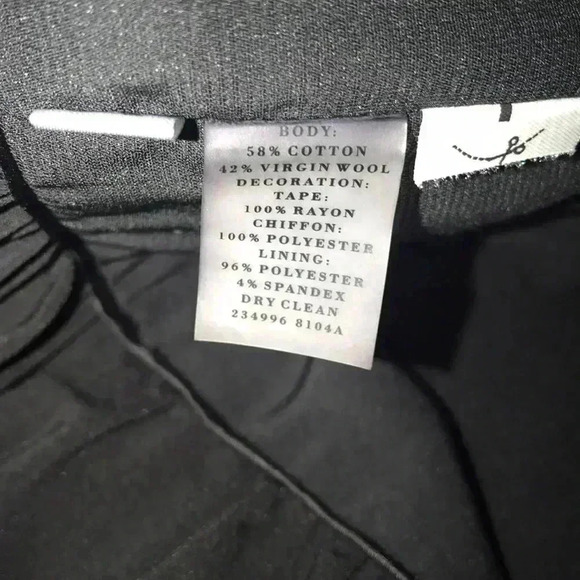 BODY:
58% COTTON
42% VIRGIN WOOL
DECORATION:
TAPE:
100% RAYON
CHIFFON:
100% POLYESTER
LINING:
96% POLYESTER
4% SPANDEX
DRY CLEAN
234996 8104A